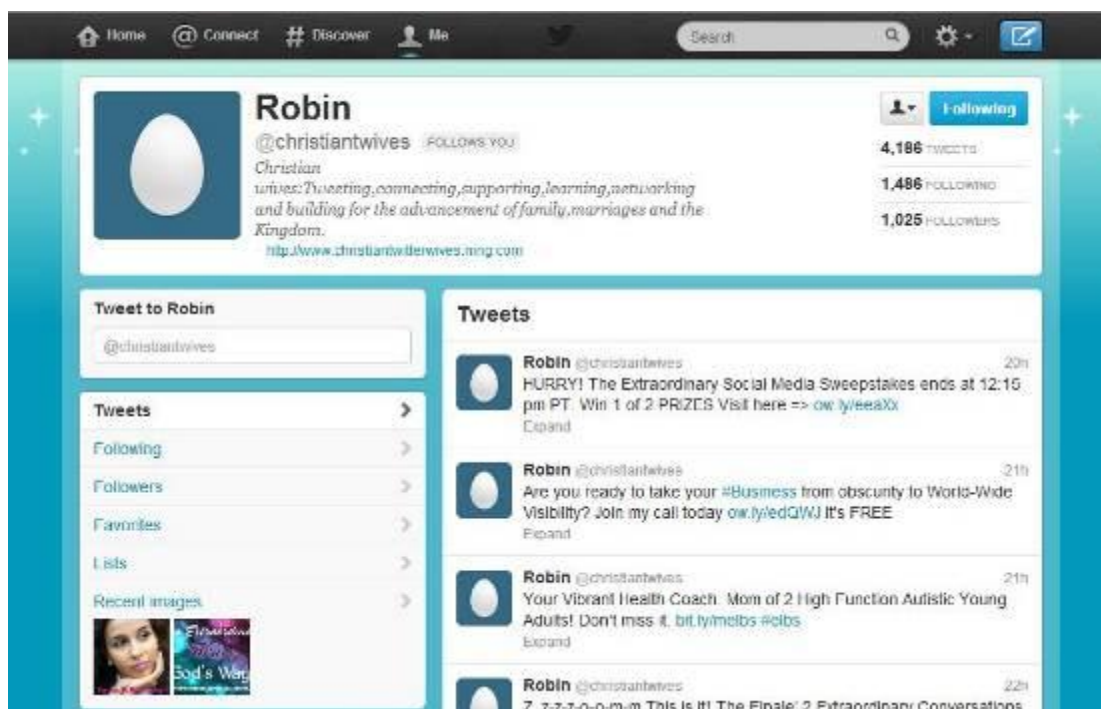 Home Connect # Discover Me Search
Robin
@christiantwives FOLLOWS YOU
Christian
wives:Tweeting,connecting,supporting,learning,networking
and building for the advancement of family,marriages and the
Kingdom.
http://www.christiantwitterwives.ning.com
Following
4,186 TWEETS
1,486 FOLLOWING
1,025 FOLLOWERS
Tweet to Robin
@christiantwives
Tweets
Following
Followers
Favorites
Lists
Recent images
God's Way
Tweets
Robin @christiantwives 20h
HURRY! The Extraordinary Social Media Sweepstakes ends at 12:15
pm PT. Win 1 of 2 PRIZES Visit here => ow.ly/eeaXx
Expand
Robin @christiantwives 21h
Are you ready to take your #Business from obscurity to World-Wide
Visibility? Join my call today ow.ly/edQWJ It's FREE
Expand
Robin @christiantwives 21h
Your Vibrant Health Coach. Mom of 2 High Function Autistic Young
Adults! Don't miss it. bit.ly/melbs #elbs
Expand
Robin @christiantwives 22h
Z..z-z-z-o-o-m-m This is it! The Finale' 2 Extraordinary Conversations